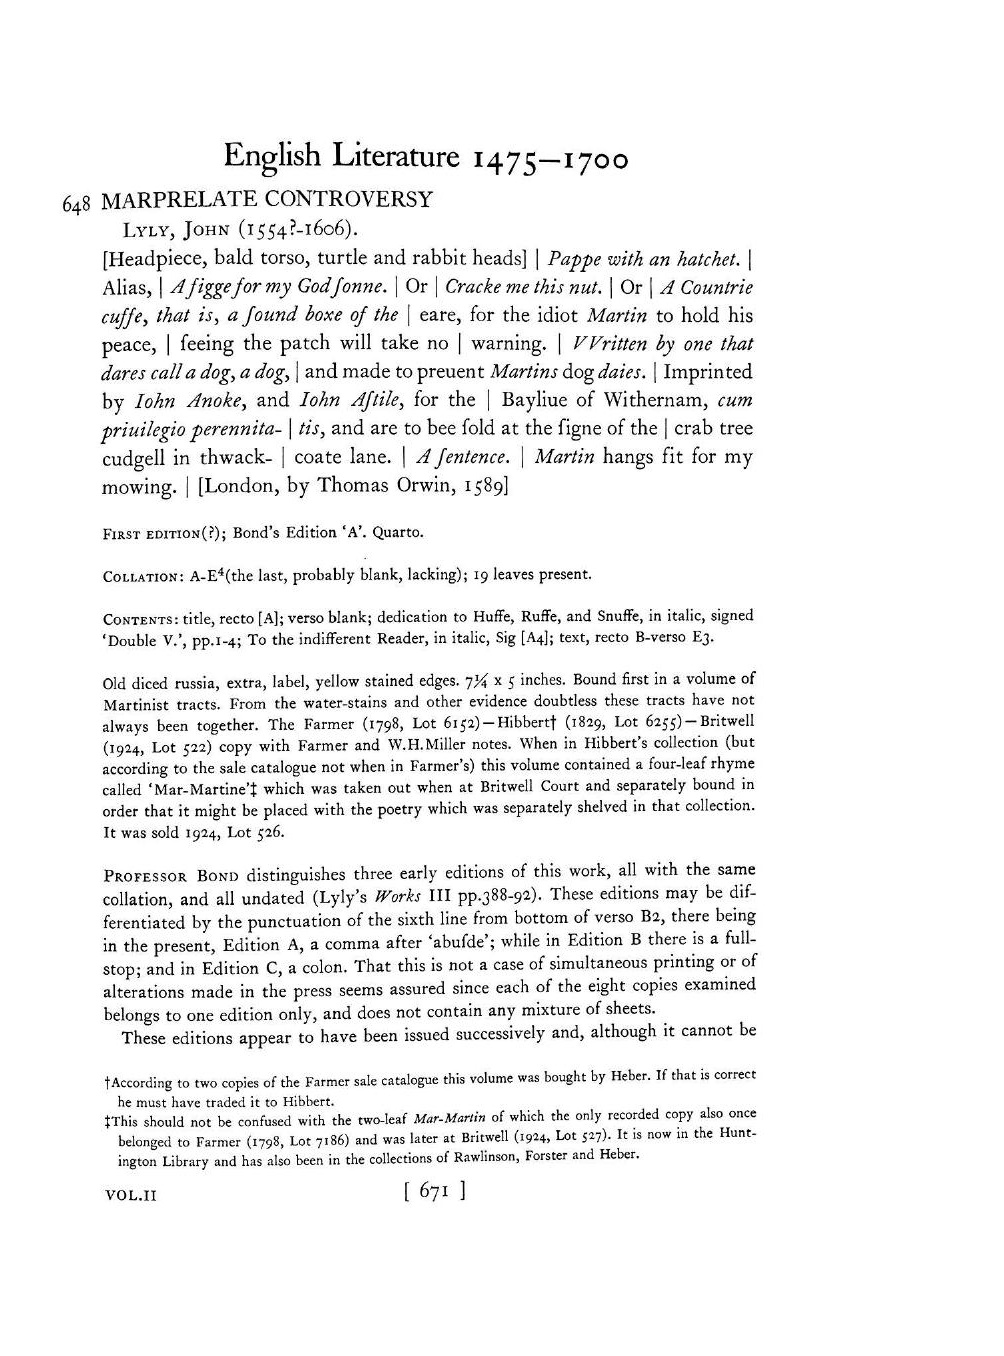 English Literature 1475–1700
648 MARPRELATE CONTROVERSY
LYLY, JOHN (1554?-1606).
[Headpiece, bald torso, turtle and rabbit heads] | Pappe with an hatchet. |
Alias, | A figge for my Godſonne. | Or | Cracke me this nut. | Or | A Countrie
cuffe, that is, a ſound boxe of the | eare, for the idiot Martin to hold his
peace, | ſeeing the patch will take no | warning. | VVritten by one that
dares call a dog, a dog, | and made to preuent Martins dog daies. | Imprinted
by Iohn Anoke, and Iohn Aſtile, for the | Bayliue of Withernam, cum
priuilegio perennita- | tis, and are to bee ſold at the ſigne of the | crab tree
cudgell in thwack- | coate lane. | A ſentence. | Martin hangs fit for my
mowing. | [London, by Thomas Orwin, 1589]
FIRST EDITION(?); Bond's Edition 'A'. Quarto.
COLLATION: A-E⁴(the last, probably blank, lacking); 19 leaves present.
CONTENTS: title, recto [A]; verso blank; dedication to Huffe, Ruffe, and Snuffe, in italic, signed
'Double V.', pp.1-4; To the indifferent Reader, in italic, Sig [A4]; text, recto B-verso E3.
Old diced russia, extra, label, yellow stained edges. 7¼ x 5 inches. Bound first in a volume of
Martinist tracts. From the water-stains and other evidence doubtless these tracts have not
always been together. The Farmer (1798, Lot 6152)—Hibbert† (1829, Lot 6255)—Britwell
(1924, Lot 522) copy with Farmer and W.H.Miller notes. When in Hibbert's collection (but
according to the sale catalogue not when in Farmer's) this volume contained a four-leaf rhyme
called 'Mar-Martine'‡ which was taken out when at Britwell Court and separately bound in
order that it might be placed with the poetry which was separately shelved in that collection.
It was sold 1924, Lot 526.
PROFESSOR BOND distinguishes three early editions of this work, all with the same
collation, and all undated (Lyly's Works III pp.388-92). These editions may be dif-
ferentiated by the punctuation of the sixth line from bottom of verso B2, there being
in the present, Edition A, a comma after 'abuſde'; while in Edition B there is a full-
stop; and in Edition C, a colon. That this is not a case of simultaneous printing or of
alterations made in the press seems assured since each of the eight copies examined
belongs to one edition only, and does not contain any mixture of sheets.
These editions appear to have been issued successively and, although it cannot be
†According to two copies of the Farmer sale catalogue this volume was bought by Heber. If that is correct
he must have traded it to Hibbert.
‡This should not be confused with the two-leaf Mar-Martin of which the only recorded copy also once
belonged to Farmer (1798, Lot 7186) and was later at Britwell (1924, Lot 527). It is now in the Hunt-
ington Library and has also been in the collections of Rawlinson, Forster and Heber.
VOL.II [ 671 ]